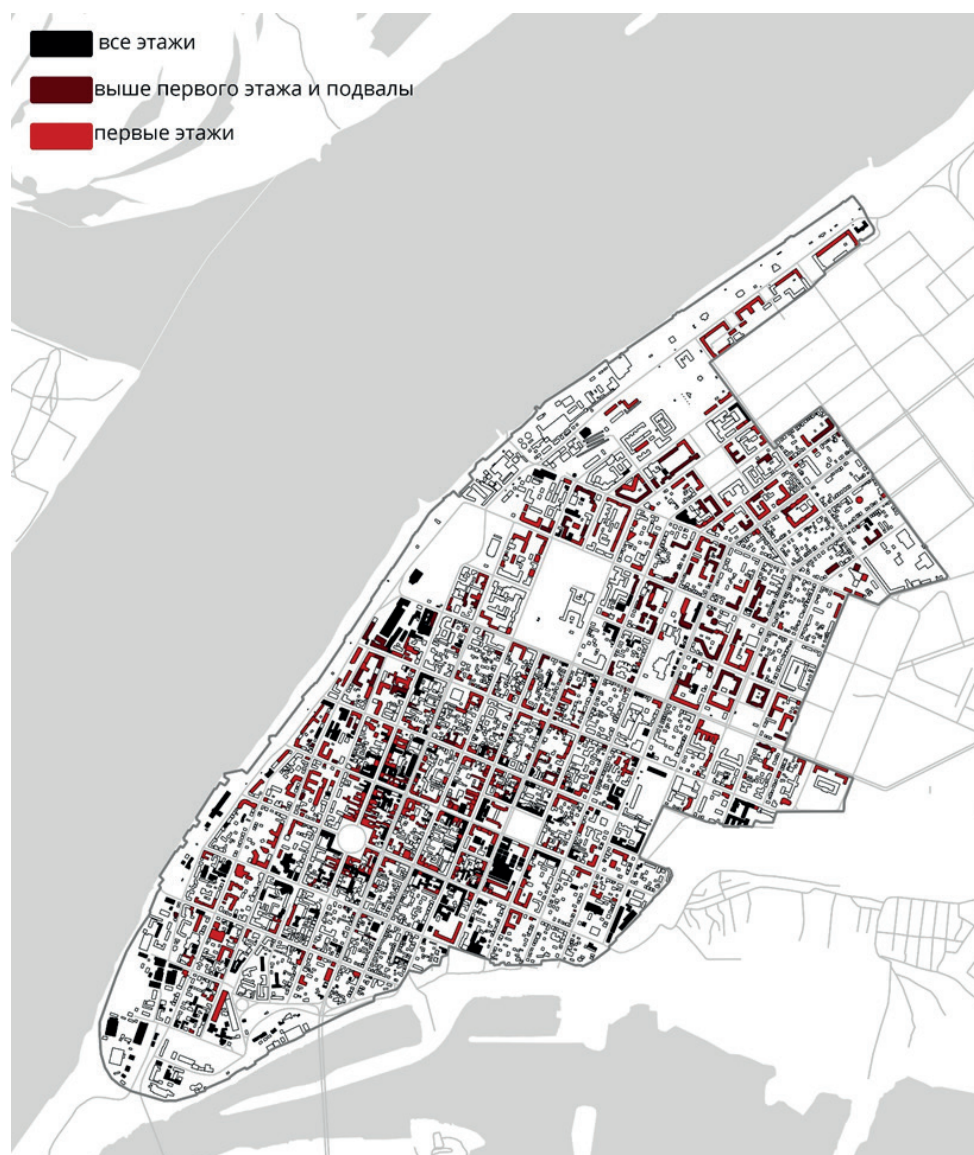 все этажи
выше первого этажа и подвалы
первые этажи